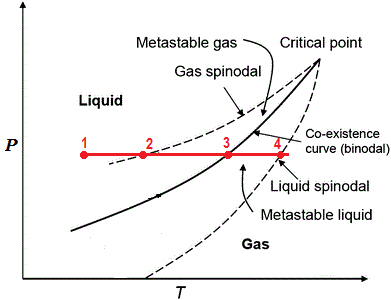 Metastable gas
Critical point
Gas spinodal
Liquid
Co-existence
curve (binodal)
P
1
2
3
4
Liquid spinodal
Metastable liquid
Gas
T